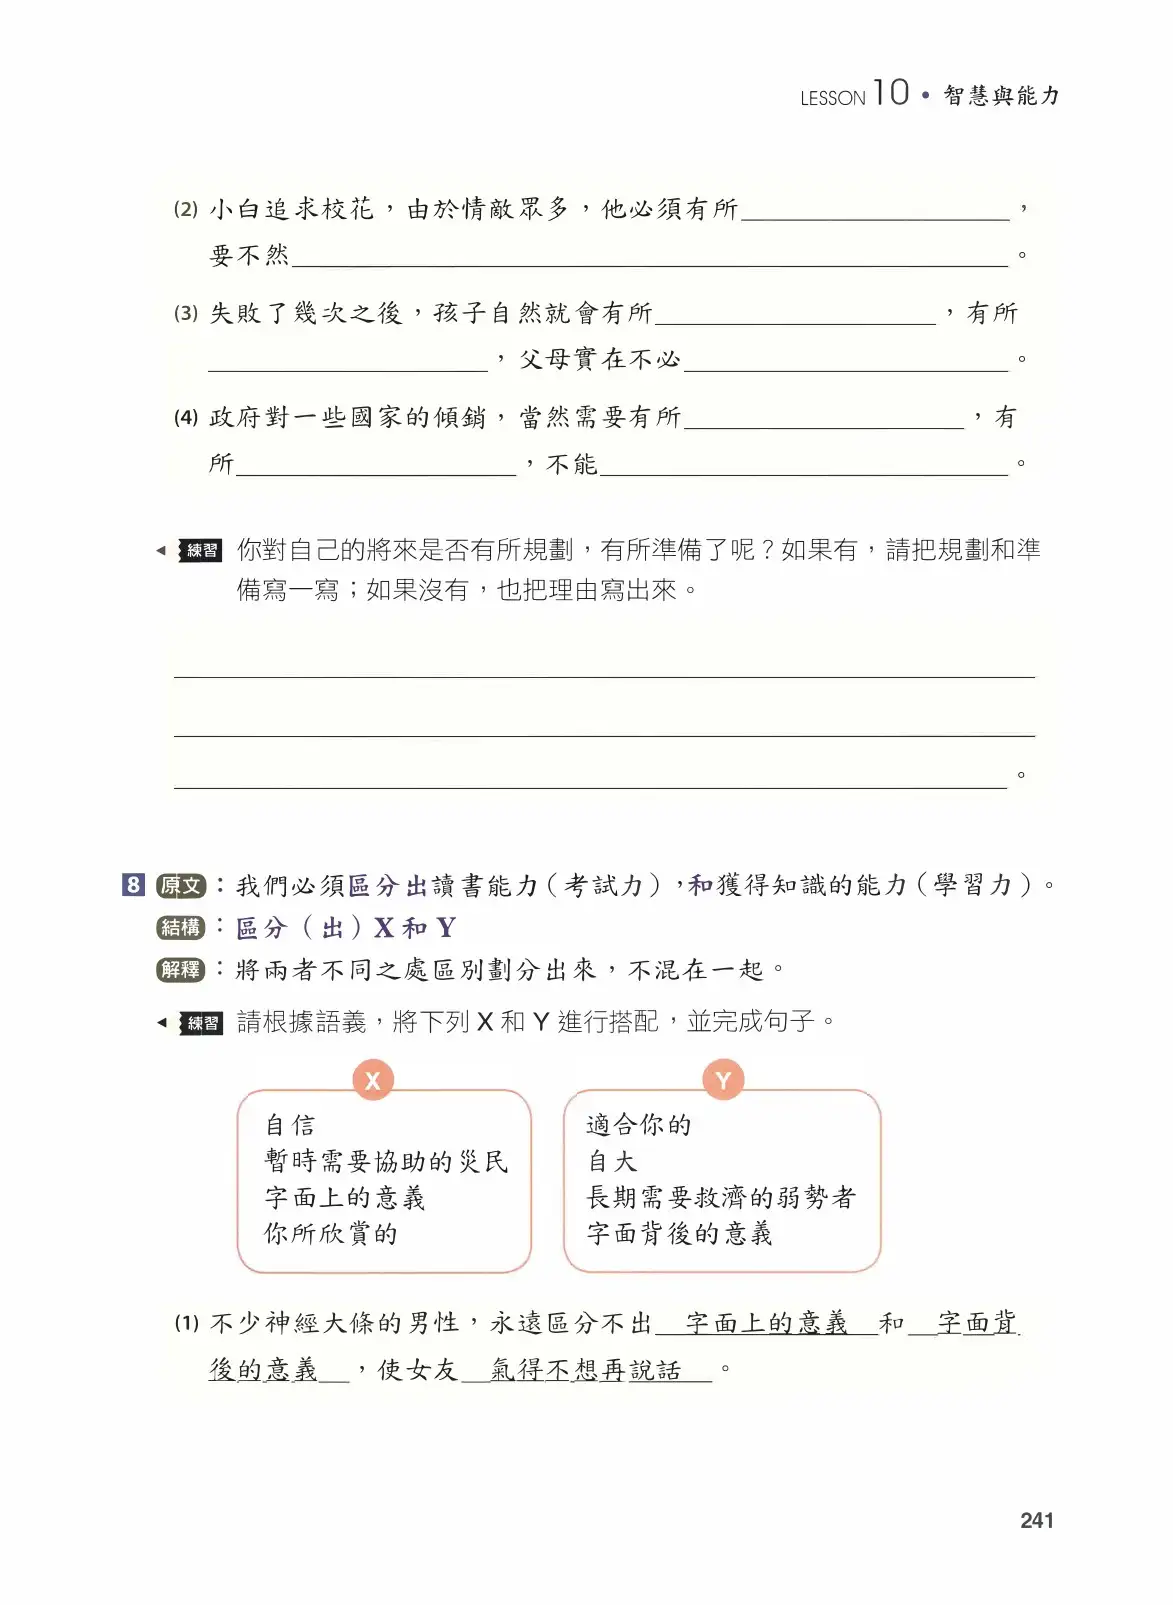 LESSON 10 • 智慧與能力
(2) 小白追求校花，由於情敵眾多，他必須有所＿＿＿＿＿＿＿＿＿＿，
要不然＿＿＿＿＿＿＿＿＿＿＿＿＿＿＿＿＿＿＿＿＿＿＿＿＿＿。
(3) 失敗了幾次之後，孩子自然就會有所＿＿＿＿＿＿＿＿＿＿，有所
＿＿＿＿＿＿＿＿＿＿，父母實在不必＿＿＿＿＿＿＿＿＿＿＿＿。
(4) 政府對一些國家的傾銷，當然需要有所＿＿＿＿＿＿＿＿＿＿，有
所＿＿＿＿＿＿＿＿＿＿，不能＿＿＿＿＿＿＿＿＿＿＿＿＿＿＿。
◂ 練習 你對自己的將來是否有所規劃，有所準備了呢？如果有，請把規劃和準
備寫一寫；如果沒有，也把理由寫出來。
。
8 原文：我們必須區分出讀書能力（考試力），和獲得知識的能力（學習力）。
結構：區分（出）X 和 Y
解釋：將兩者不同之處區別劃分出來，不混在一起。
◂ 練習 請根據語義，將下列 X 和 Y 進行搭配，並完成句子。
X
自信
暫時需要協助的災民
字面上的意義
你所欣賞的
Y
適合你的
自大
長期需要救濟的弱勢者
字面背後的意義
(1) 不少神經大條的男性，永遠區分不出＿字面上的意義＿和＿字面背
後的意義＿，使女友＿氣得不想再說話＿。
241